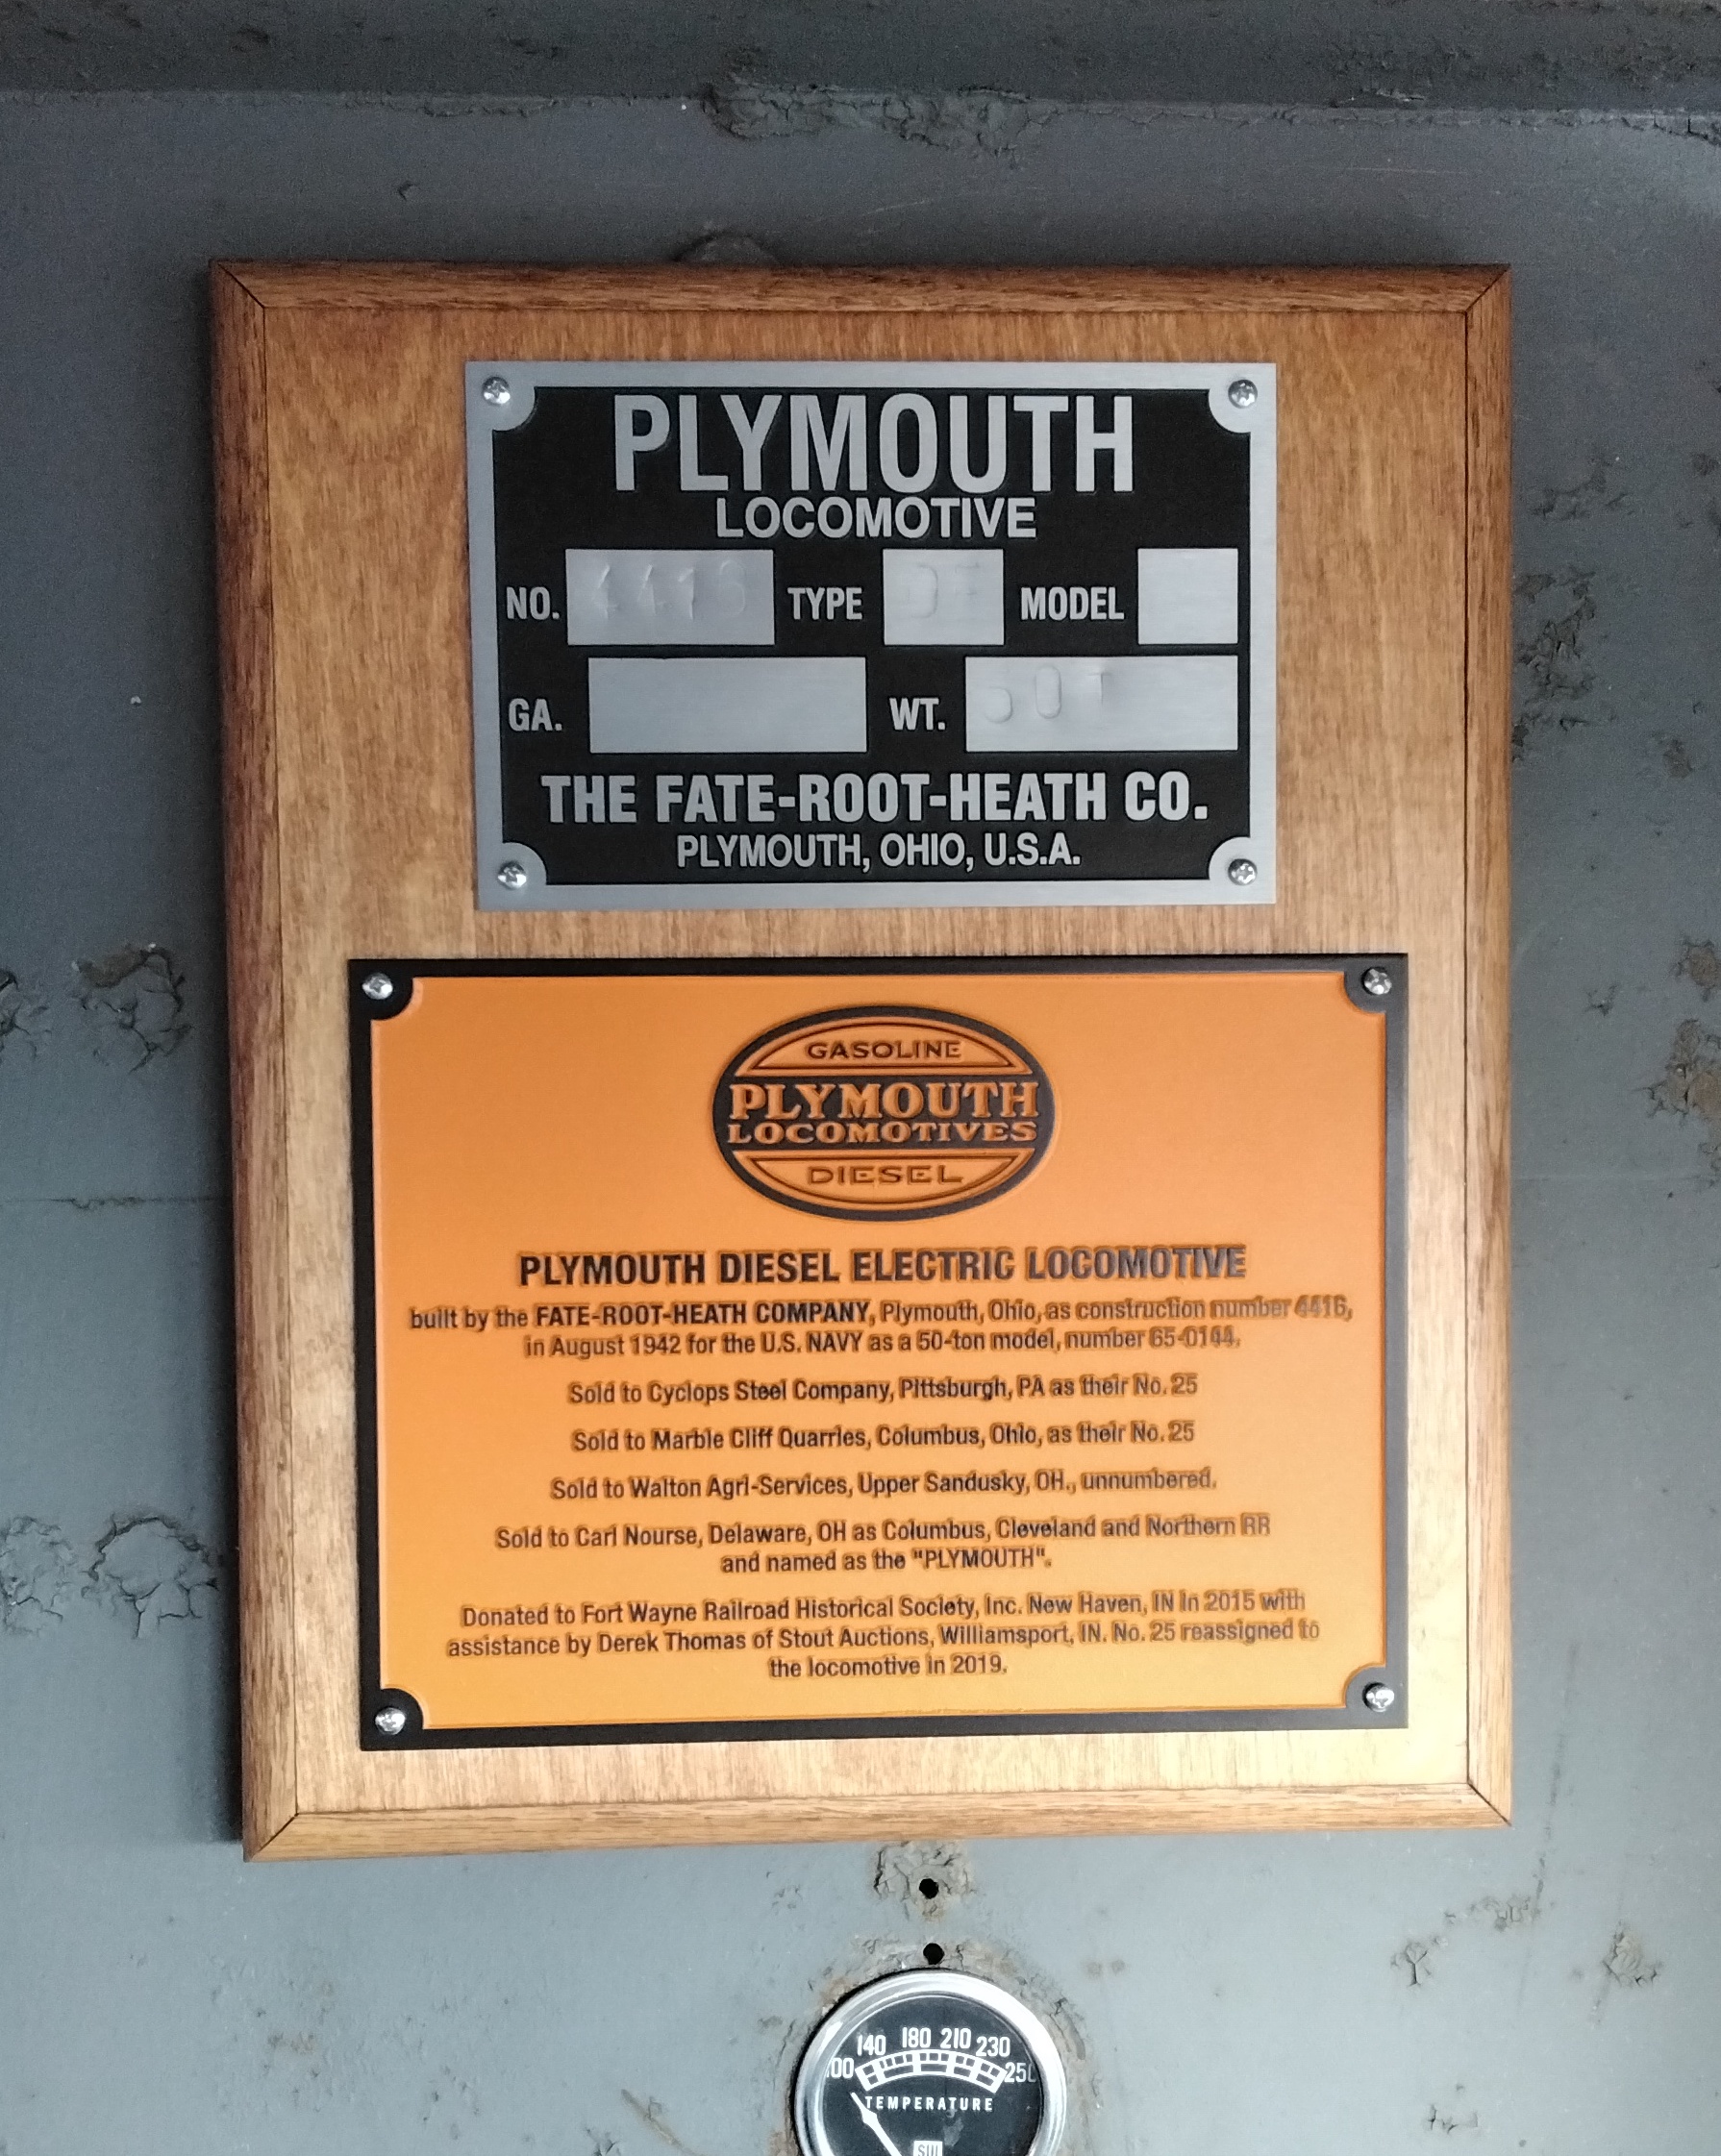 PLYMOUTH
LOCOMOTIVE
NO. 4416 TYPE MODEL
GA. WT. 50T
THE FATE-ROOT-HEATH CO.
PLYMOUTH, OHIO, U.S.A.
GASOLINE
PLYMOUTH
LOCOMOTIVES
DIESEL
PLYMOUTH DIESEL ELECTRIC LOCOMOTIVE
built by the FATE-ROOT-HEATH COMPANY, Plymouth, Ohio, as construction number 4416,
in August 1942 for the U.S. NAVY as a 50-ton model, number 65-0144.
Sold to Cyclops Steel Company, Pittsburgh, PA as their No. 25
Sold to Marble Cliff Quarries, Columbus, Ohio, as their No. 25
Sold to Walton Agri-Services, Upper Sandusky, OH., unnumbered.
Sold to Carl Nourse, Delaware, OH as Columbus, Cleveland and Northern RR
and named as the "PLYMOUTH".
Donated to Fort Wayne Railroad Historical Society, Inc. New Haven, IN in 2015 with
assistance by Derek Thomas of Stout Auctions, Williamsport, IN. No. 25 reassigned to
the locomotive in 2019.
140 180 210 230
TEMPERATURE